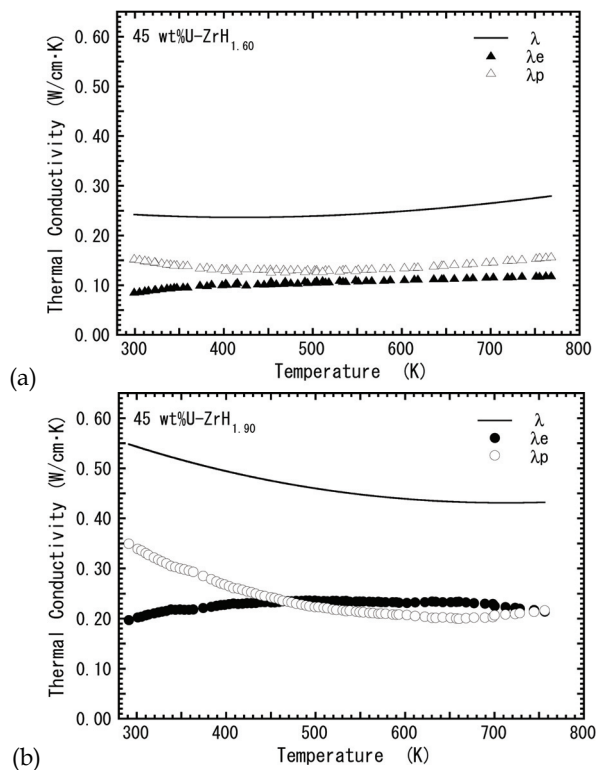 45 wt%U-ZrH1.60
λ
λe
λp
0.60
0.50
0.40
0.30
0.20
0.10
0.00
Thermal Conductivity (W/cm·K)
300 400 500 600 700 800
Temperature (K)
(a)
45 wt%U-ZrH1.90
λ
λe
λp
0.60
0.50
0.40
0.30
0.20
0.10
0.00
Thermal Conductivity (W/cm·K)
300 400 500 600 700 800
Temperature (K)
(b)